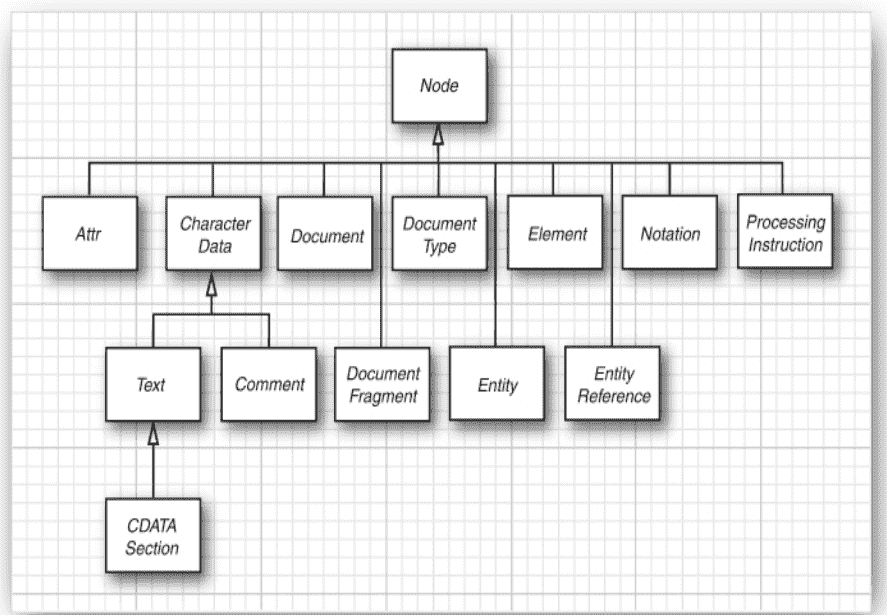 Node
Attr
Character
Data
Document
Document
Type
Element
Notation
Processing
Instruction
Text
Comment
Document
Fragment
Entity
Entity
Reference
CDATA
Section